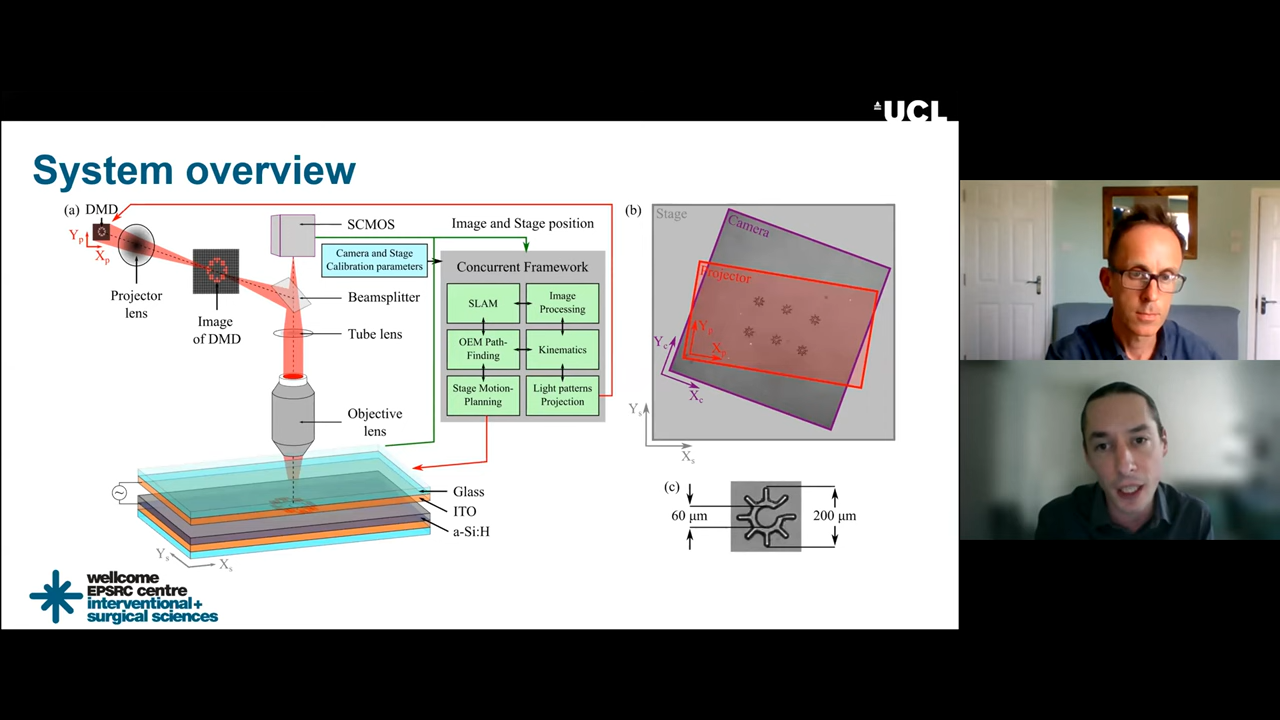 UCL
System overview
(a)
DMD
Yp
Xp
Projector
lens
Image
of DMD
SCMOS
Beamsplitter
Tube lens
Objective
lens
Glass
ITO
a-Si:H
Ys
Xs
Image and Stage position
Camera and Stage
Calibration parameters
Concurrent Framework
SLAM
Image
Processing
OEM Path-
Finding
Kinematics
Stage Motion-
Planning
Light patterns
Projection
(b)
Stage
Camera
Projector
Yp
Xp
Yc
Xc
Ys
Xs
(c)
60 μm
200 μm
wellcome
EPSRC centre
interventional+
surgical sciences